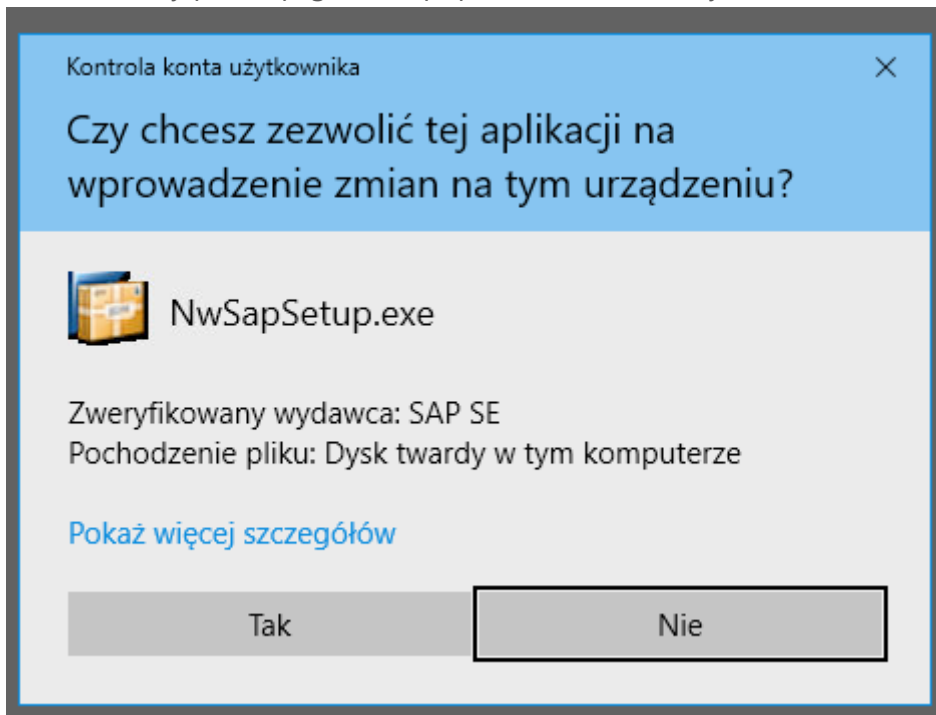 Kontrola konta użytkownika
Czy chcesz zezwolić tej aplikacji na
wprowadzenie zmian na tym urządzeniu?
NwSapSetup.exe
Zweryfikowany wydawca: SAP SE
Pochodzenie pliku: Dysk twardy w tym komputerze
Pokaż więcej szczegółów
Tak
Nie